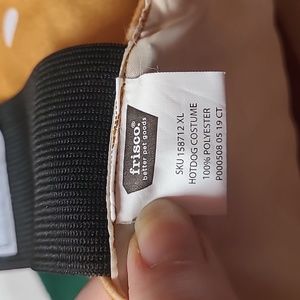 frisco®
better pet goods
SKU 158712 XL
HOTDOG COSTUME
100% POLYESTER
P000508 05 19 CT